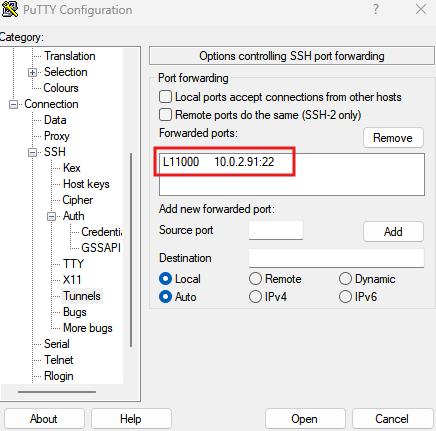 PuTTY Configuration ? ×
Category:
Translation
Selection
Colours
Connection
Data
Proxy
SSH
Kex
Host keys
Cipher
Auth
Credentia
GSSAPI
TTY
X11
Tunnels
Bugs
More bugs
Serial
Telnet
Rlogin
Options controlling SSH port forwarding
Port forwarding
Local ports accept connections from other hosts
Remote ports do the same (SSH-2 only)
Forwarded ports:
Remove
L11000 10.0.2.91:22
Add new forwarded port:
Source port
Add
Destination
Local Remote Dynamic
Auto IPv4 IPv6
About Help Open Cancel